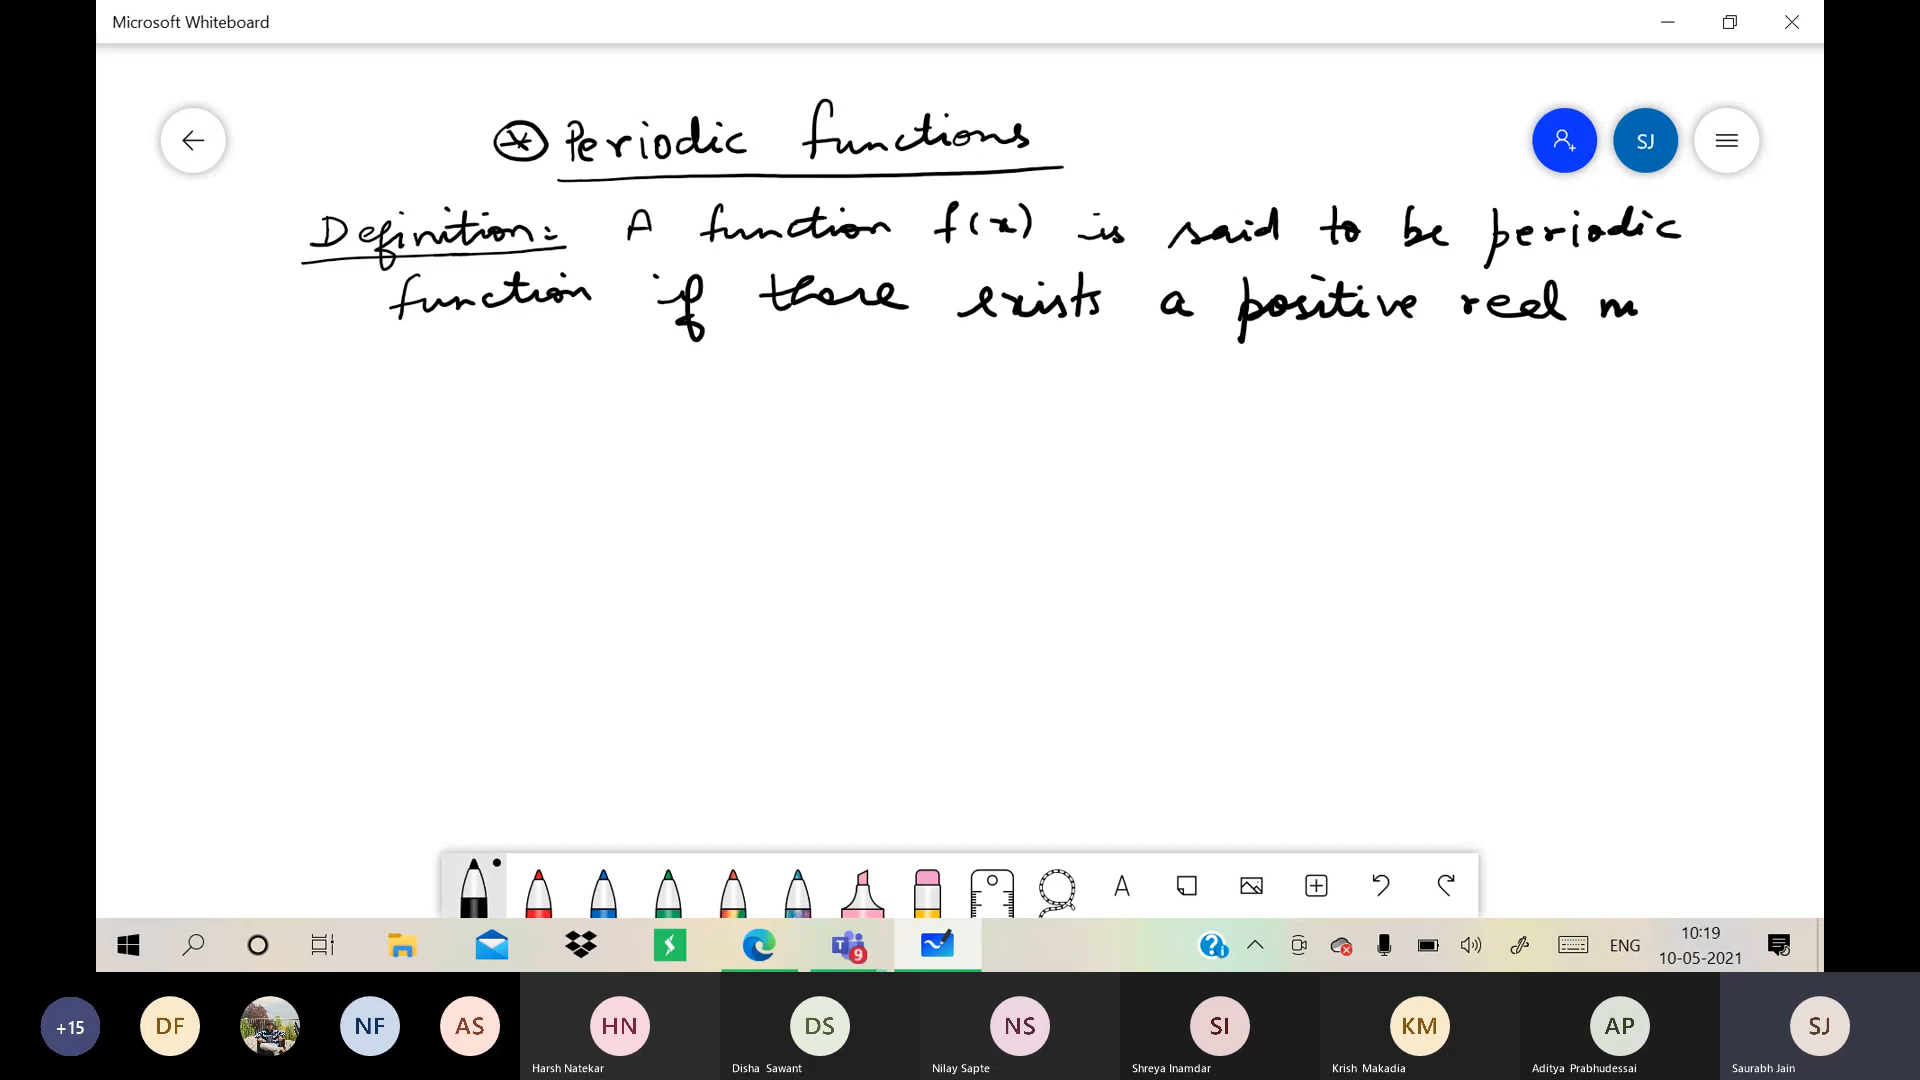 Microsoft Whiteboard
Periodic functions
SJ
Definition:- A function f(x) is said to be periodic
function if there exists a positive real n
A
ENG
10:19
10-05-2021
9
+15
DF
NF
AS
HN
DS
NS
SI
KM
AP
SJ
Harsh Natekar
Disha Sawant
Nilay Sapte
Shreya Inamdar
Krish Makadia
Aditya Prabhudessai
Saurabh Jain